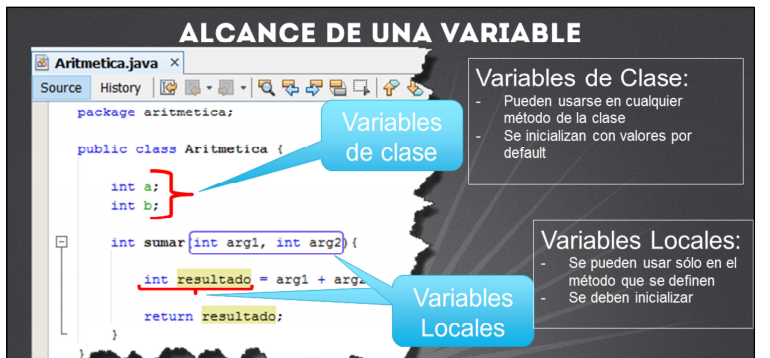 ALCANCE DE UNA VARIABLE
Aritmetica.java ×
Source History
package aritmetica;
public class Aritmetica {
int a;
int b;
int sumar(int arg1, int arg2){
int resultado = arg1 + arg2
return resultado;
}
}
Variables
de clase
Variables
Locales
Variables de Clase:
- Pueden usarse en cualquier
método de la clase
- Se inicializan con valores por
default
Variables Locales:
- Se pueden usar sólo en el
método que se definen
- Se deben inicializar